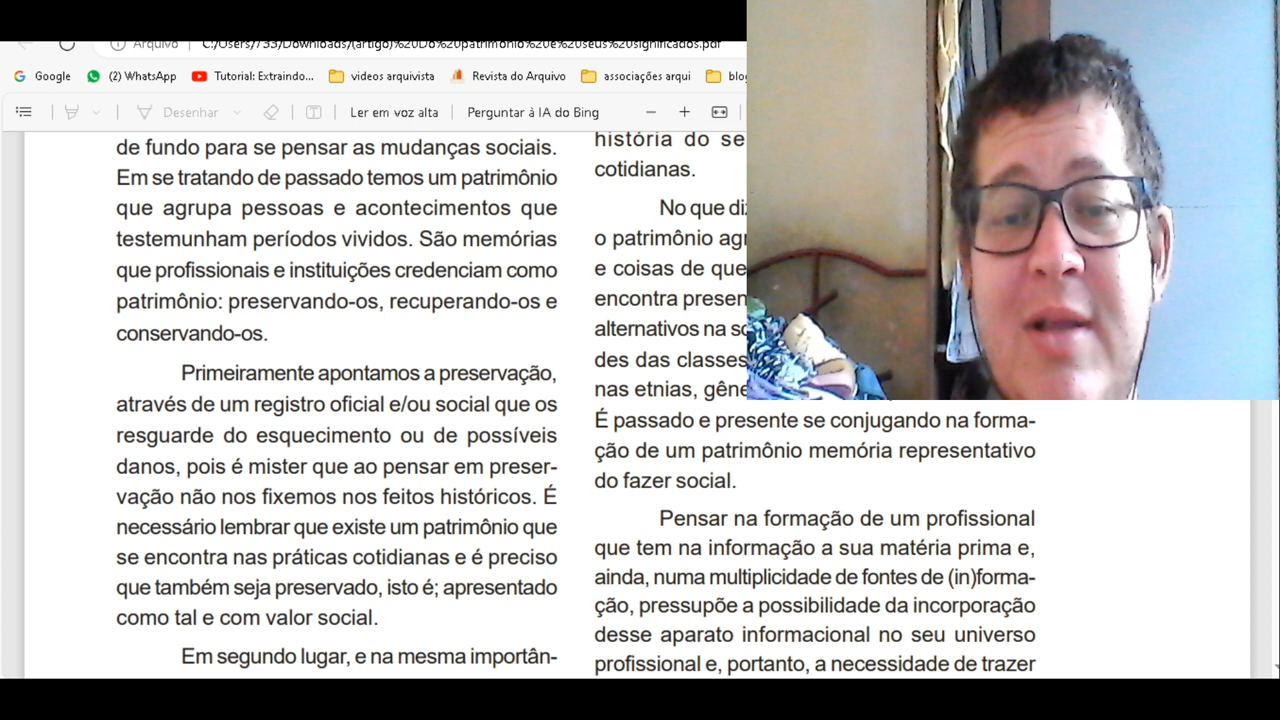 Arquivo | C:/Users/733/Downloads/(artigo)%20Do%20patrimonio%20e%20seus%20significados.pdf
Google (2) WhatsApp Tutorial: Extraindo... videos arquivista Revista do Arquivo associações arqui blog
Desenhar Ler em voz alta Perguntar à IA do Bing
de fundo para se pensar as mudanças sociais.
Em se tratando de passado temos um patrimônio
que agrupa pessoas e acontecimentos que
testemunham períodos vividos. São memórias
que profissionais e instituições credenciam como
patrimônio: preservando-os, recuperando-os e
conservando-os.
Primeiramente apontamos a preservação,
através de um registro oficial e/ou social que os
resguarde do esquecimento ou de possíveis
danos, pois é mister que ao pensar em preser-
vação não nos fixemos nos feitos históricos. É
necessário lembrar que existe um patrimônio que
se encontra nas práticas cotidianas e é preciso
que também seja preservado, isto é; apresentado
como tal e com valor social.
Em segundo lugar, e na mesma importân-
história do se
cotidianas.
No que diz
o patrimônio agr
e coisas de que
encontra presen
alternativos na so
des das classes
nas etnias, gêne
É passado e presente se conjugando na forma-
ção de um patrimônio memória representativo
do fazer social.
Pensar na formação de um profissional
que tem na informação a sua matéria prima e,
ainda, numa multiplicidade de fontes de (in)forma-
ção, pressupõe a possibilidade da incorporação
desse aparato informacional no seu universo
profissional e, portanto, a necessidade de trazer